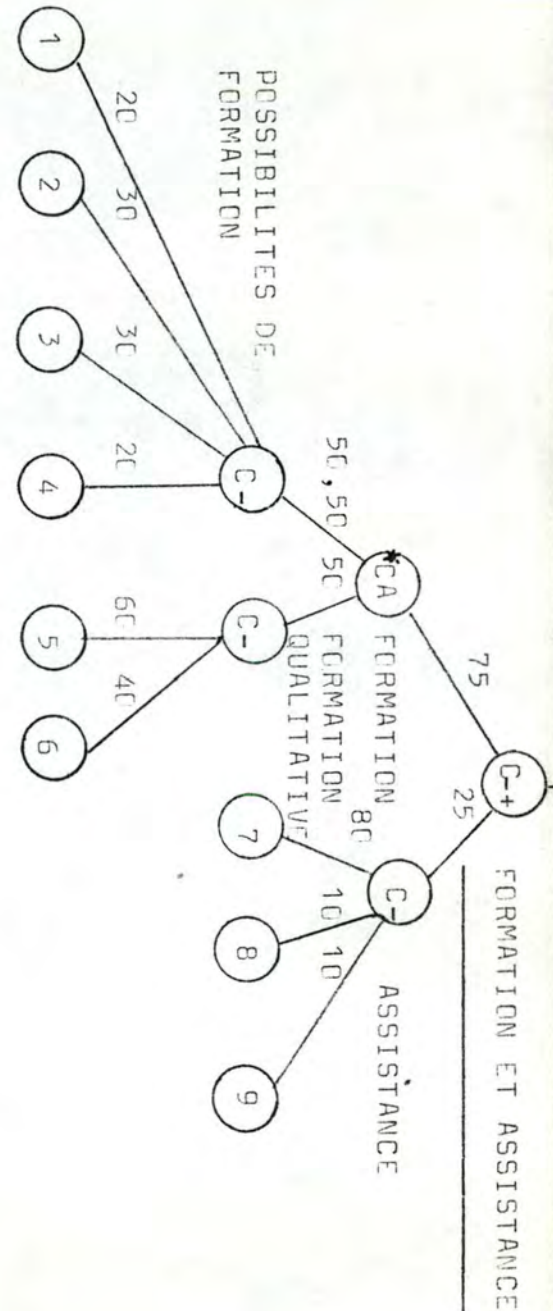 FORMATION ET ASSISTANCE
C-+
75
25
*CA
FORMATION
C-
ASSISTANCE
50,50
50
FORMATION
QUALITATIVE
80
10
10
POSSIBILITES DE
FORMATION
C-
C-
7
8
9
20
30
30
20
60
40
1
2
3
4
5
6